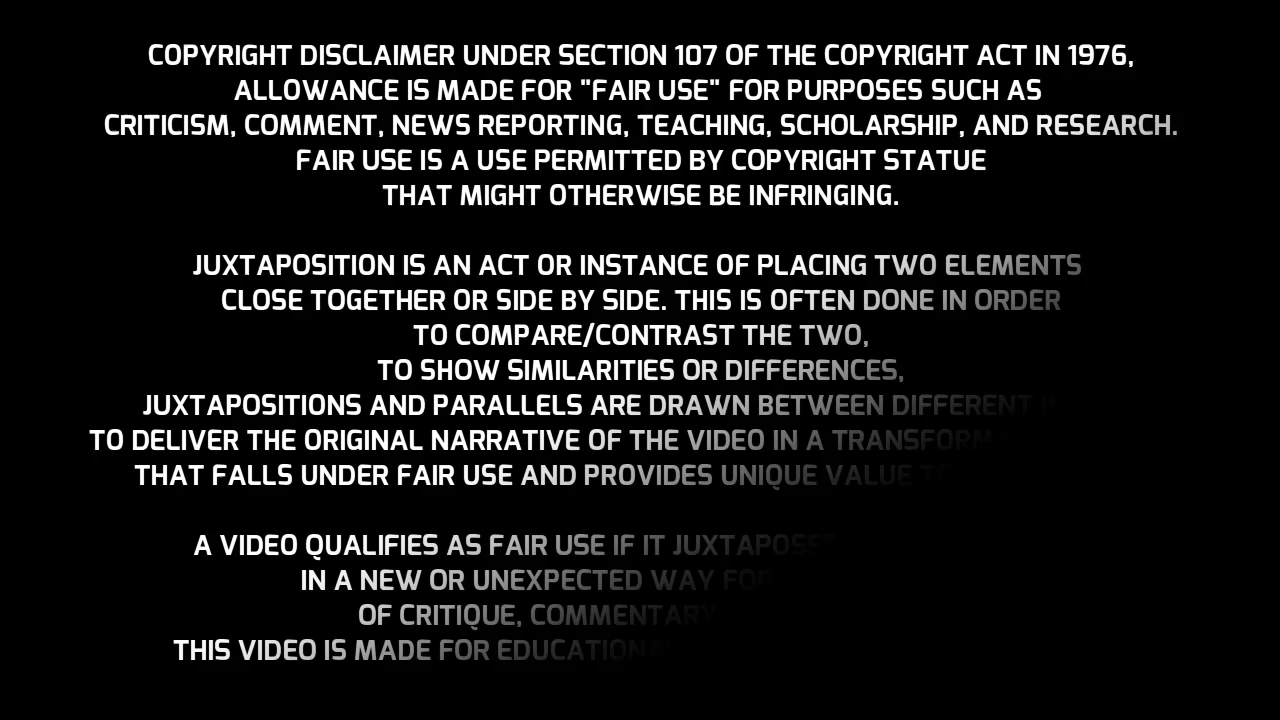 COPYRIGHT DISCLAIMER UNDER SECTION 107 OF THE COPYRIGHT ACT IN 1976,
ALLOWANCE IS MADE FOR "FAIR USE" FOR PURPOSES SUCH AS
CRITICISM, COMMENT, NEWS REPORTING, TEACHING, SCHOLARSHIP, AND RESEARCH.
FAIR USE IS A USE PERMITTED BY COPYRIGHT STATUE
THAT MIGHT OTHERWISE BE INFRINGING.
JUXTAPOSITION IS AN ACT OR INSTANCE OF PLACING TWO ELEMENTS
CLOSE TOGETHER OR SIDE BY SIDE. THIS IS OFTEN DONE IN ORDER
TO COMPARE/CONTRAST THE TWO,
TO SHOW SIMILARITIES OR DIFFERENCES,
JUXTAPOSITIONS AND PARALLELS ARE DRAWN BETWEEN DIFFERENT
TO DELIVER THE ORIGINAL NARRATIVE OF THE VIDEO IN A
THAT FALLS UNDER FAIR USE AND PROVIDES UNIQUE VALUE
A VIDEO QUALIFIES AS FAIR USE IF IT
IN A NEW OR UNEXPECTED WAY
OF CRITIQUE, COMMENTARY
THIS VIDEO IS MADE FOR